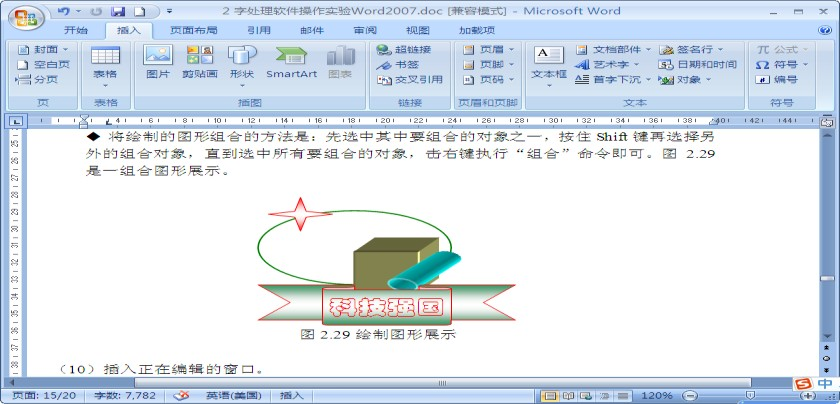 2 字处理软件操作实验Word2007.doc [兼容模式] - Microsoft Word
开始 插入 页面布局 引用 邮件 审阅 视图 加载项
封面 空白页 分页 页
表格 表格
图片 剪贴画 形状 SmartArt 图表 插图
超链接 书签 交叉引用 链接
页眉 页脚 页码 页眉和页脚
文本框 文档部件 艺术字 首字下沉 签名行 日期和时间 对象 文本
公式 符号 编号 符号
◆ 将绘制的图形组合的方法是：先选中其中要组合的对象之一，按住 Shift 键再选择另
外的组合对象，直到选中所有要组合的对象，击右键执行“组合”命令即可。图 2.29
是一组合图形展示。
科技强国
图 2.29 绘制图形展示
（10）插入正在编辑的窗口。
页面: 15/20 字数: 7,782 英语(美国) 插入 120%
中